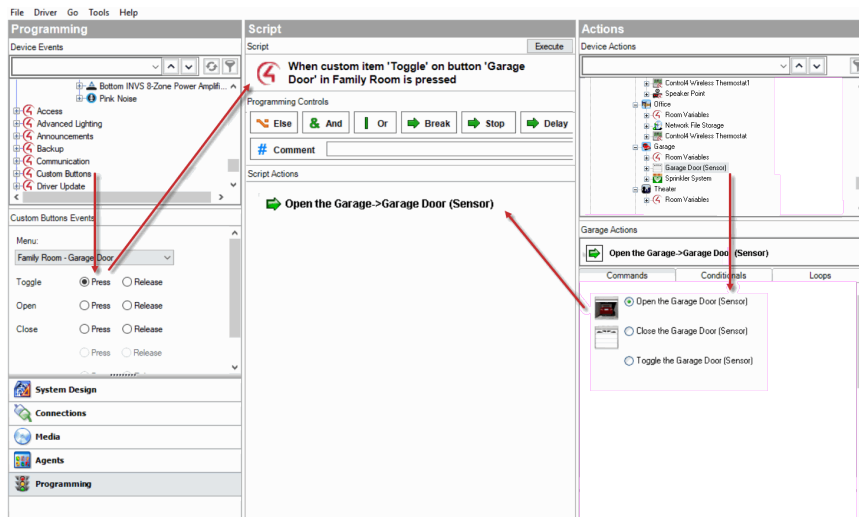 File Driver Go Tools Help
Programming
Device Events
Bottom INVS 8-Zone Power Amplifi...
Pink Noise
Access
Advanced Lighting
Announcements
Backup
Communication
Custom Buttons
Driver Update
Custom Buttons Events
Menu:
Family Room - Garage Door
Toggle Press Release
Open Press Release
Close Press Release
Press Release
System Design
Connections
Media
Agents
Programming
Script
Script Execute
When custom item 'Toggle' on button 'Garage
Door' in Family Room is pressed
Programming Controls
Else And Or Break Stop Delay
# Comment
Script Actions
Open the Garage->Garage Door (Sensor)
Actions
Device Actions
Control4 Wireless Thermostat1
Speaker Point
Office
Room Variables
Network File Storage
Control4 Wireless Thermostat
Garage
Room Variables
Garage Door (Sensor)
Sprinkler System
Theater
Room Variables
Garage Actions
Open the Garage->Garage Door (Sensor)
Commands Conditionals Loops
Open the Garage Door (Sensor)
Close the Garage Door (Sensor)
Toggle the Garage Door (Sensor)